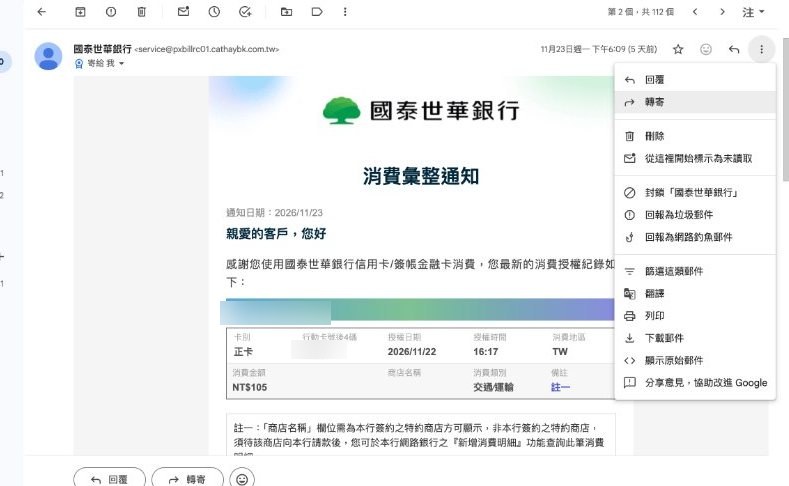 第 2 個，共 112 個
注
國泰世華銀行 <service@pxbillrc01.cathaybk.com.tw>
11月23日週一 下午6:09 (5 天前)
寄給 我
國泰世華銀行
消費彙整通知
通知日期：2026/11/23
親愛的客戶，您好
感謝您使用國泰世華銀行信用卡/簽帳金融卡消費，您最新的消費授權紀錄如
下：
卡別 行動卡號後4碼 授權日期 授權時間 消費地區
正卡 2026/11/22 16:17 TW
消費金額 商店名稱 消費類別 備註
NT$105 交通/運輸 註一
註一：「商店名稱」欄位需為本行簽約之特約商店方可顯示，非本行簽約之特約商店，
須待該商店向本行請款後，您可於本行網路銀行之『新增消費明細』功能查詢此筆消費
明細
回覆
轉寄
刪除
從這裡開始標示為未讀取
封鎖「國泰世華銀行」
回報為垃圾郵件
回報為網路釣魚郵件
篩選這類郵件
翻譯
列印
下載郵件
顯示原始郵件
分享意見，協助改進 Google
回覆
轉寄